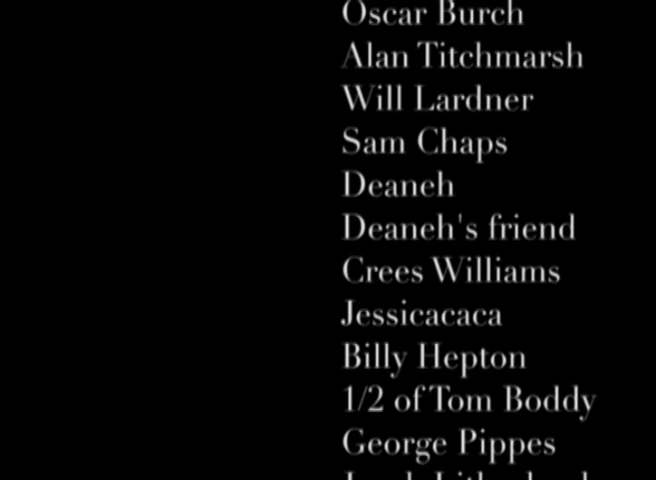 Oscar Burch
Alan Titchmarsh
Will Lardner
Sam Chaps
Deaneh
Deaneh's friend
Crees Williams
Jessicacaca
Billy Hepton
1/2 of Tom Boddy
George Pippes